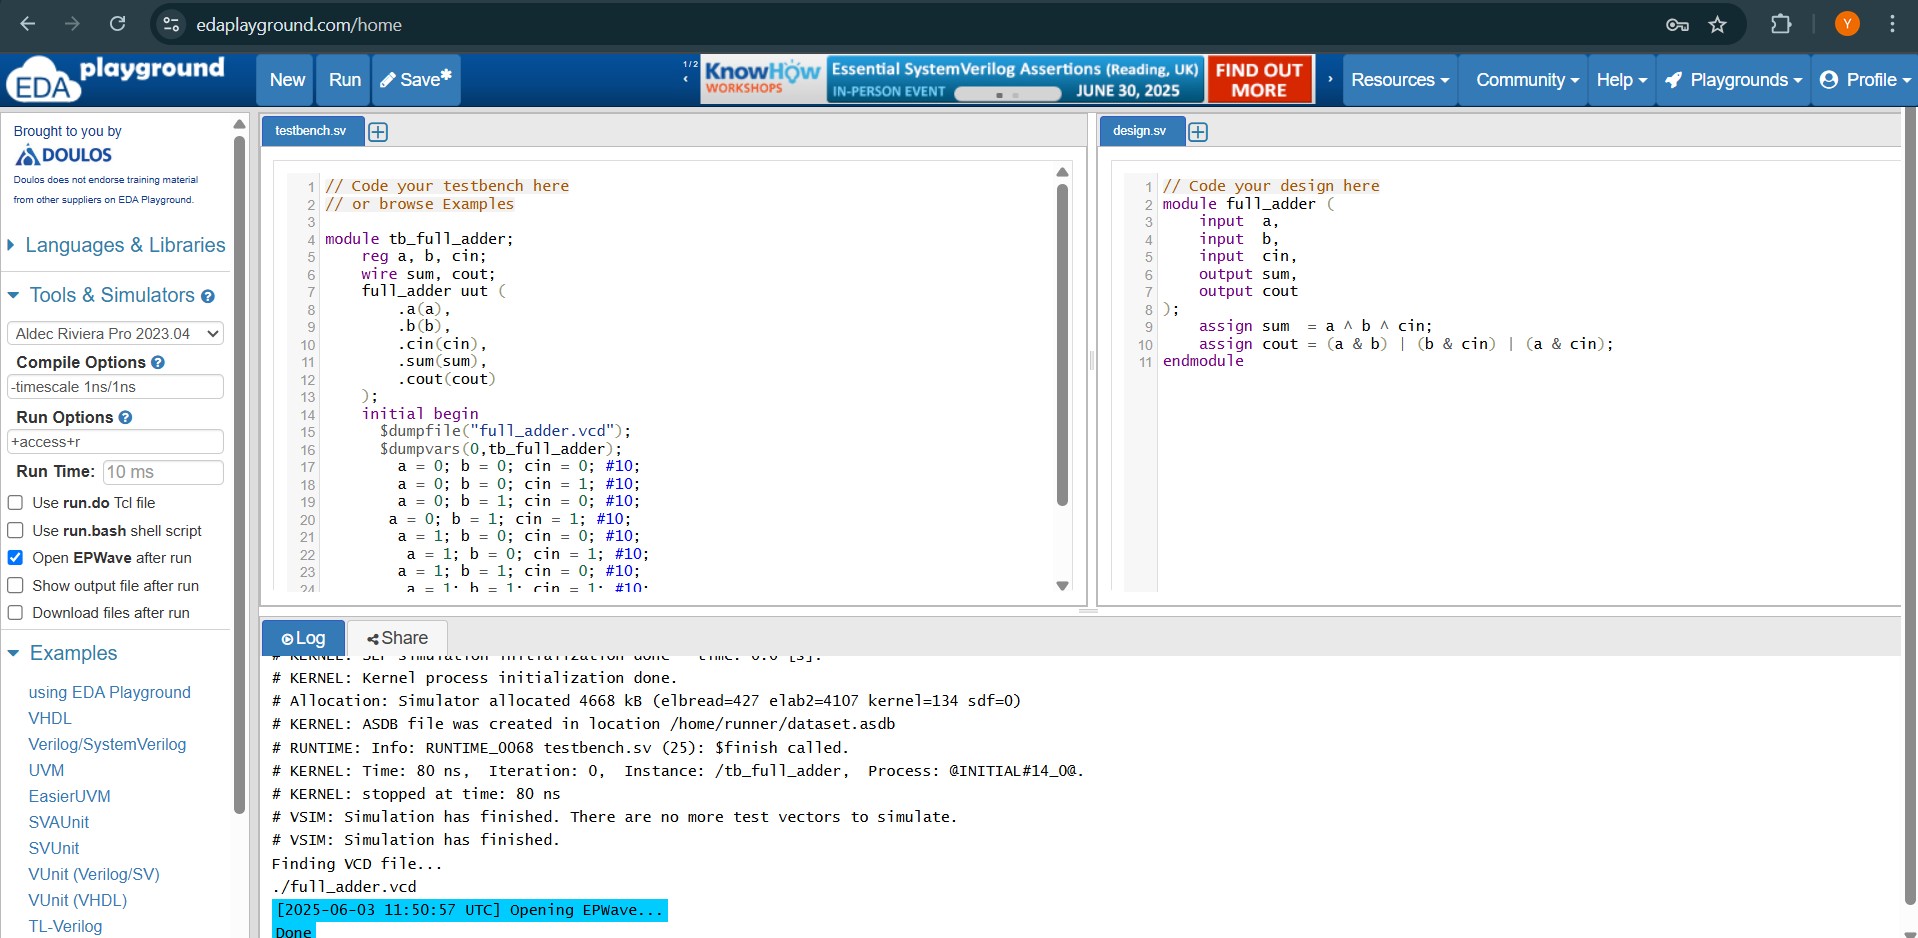 edaplayground.com/home
Y
EDA playground
New
Run
Save*
1/2
KnowHow
WORKSHOPS
Essential SystemVerilog Assertions (Reading, UK)
IN-PERSON EVENT
JUNE 30, 2025
FIND OUT
MORE
Resources
Community
Help
Playgrounds
Profile
Brought to you by
DOULOS
Doulos does not endorse training material
from other suppliers on EDA Playground.
Languages & Libraries
Tools & Simulators
Aldec Riviera Pro 2023.04
Compile Options
-timescale 1ns/1ns
Run Options
+access+r
Run Time: 10 ms
Use run.do Tcl file
Use run.bash shell script
Open EPWave after run
Show output file after run
Download files after run
Examples
using EDA Playground
VHDL
Verilog/SystemVerilog
UVM
EasierUVM
SVAUnit
SVUnit
VUnit (Verilog/SV)
VUnit (VHDL)
TL-Verilog
testbench.sv
1 // Code your testbench here
2 // or browse Examples
3
4 module tb_full_adder;
5 reg a, b, cin;
6 wire sum, cout;
7 full_adder uut (
8 .a(a),
9 .b(b),
10 .cin(cin),
11 .sum(sum),
12 .cout(cout)
13 );
14 initial begin
15 $dumpfile("full_adder.vcd");
16 $dumpvars(0,tb_full_adder);
17 a = 0; b = 0; cin = 0; #10;
18 a = 0; b = 0; cin = 1; #10;
19 a = 0; b = 1; cin = 0; #10;
20 a = 0; b = 1; cin = 1; #10;
21 a = 1; b = 0; cin = 0; #10;
22 a = 1; b = 0; cin = 1; #10;
23 a = 1; b = 1; cin = 0; #10;
24 a = 1; b = 1; cin = 1; #10;
design.sv
1 // Code your design here
2 module full_adder (
3 input a,
4 input b,
5 input cin,
6 output sum,
7 output cout
8 );
9 assign sum = a ^ b ^ cin;
10 assign cout = (a & b) | (b & cin) | (a & cin);
11 endmodule
Log
Share
# KERNEL: SLP simulation initialization done - time: 0.0 [s].
# KERNEL: Kernel process initialization done.
# Allocation: Simulator allocated 4668 kB (elbread=427 elab2=4107 kernel=134 sdf=0)
# KERNEL: ASDB file was created in location /home/runner/dataset.asdb
# RUNTIME: Info: RUNTIME_0068 testbench.sv (25): $finish called.
# KERNEL: Time: 80 ns, Iteration: 0, Instance: /tb_full_adder, Process: @INITIAL#14_0@.
# KERNEL: stopped at time: 80 ns
# VSIM: Simulation has finished. There are no more test vectors to simulate.
# VSIM: Simulation has finished.
Finding VCD file...
./full_adder.vcd
[2025-06-03 11:50:57 UTC] Opening EPWave...
Done